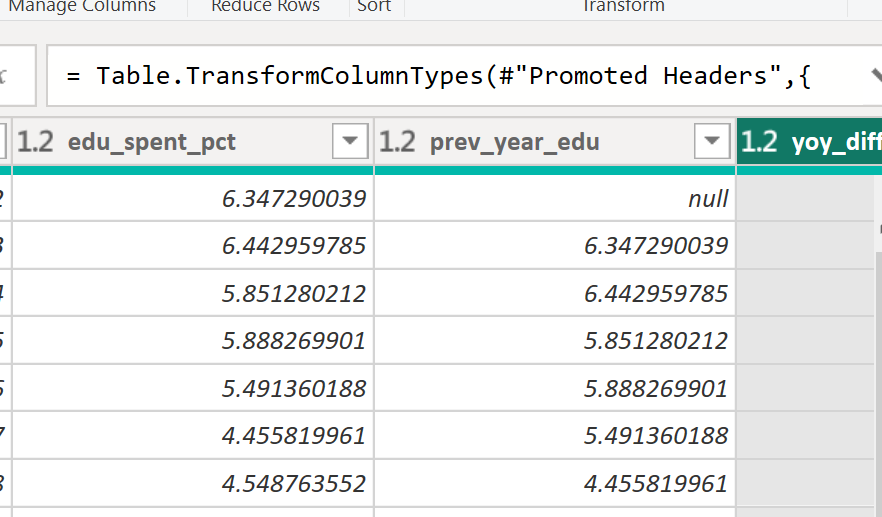 Manage Columns Reduce Rows Sort Transform
= Table.TransformColumnTypes(#"Promoted Headers",{
1.2 edu_spent_pct 1.2 prev_year_edu 1.2 yoy_diff
6.347290039 null
6.442959785 6.347290039
5.851280212 6.442959785
5.888269901 5.851280212
5.491360188 5.888269901
4.455819961 5.491360188
4.548763552 4.455819961